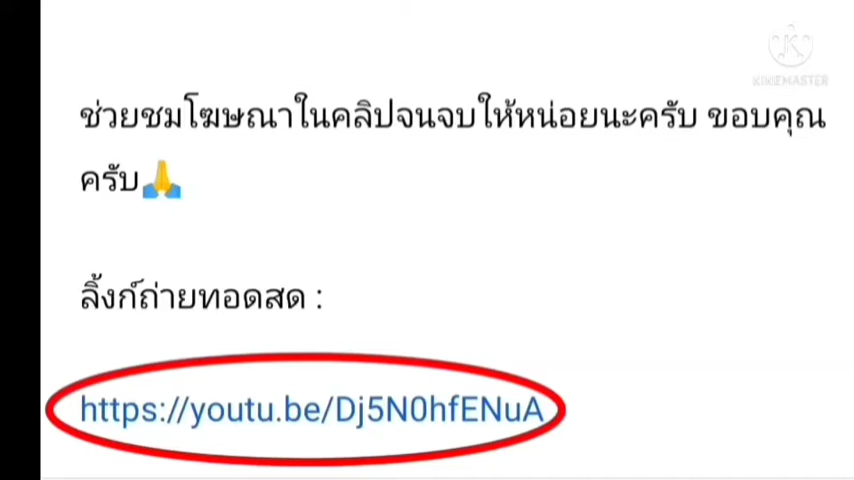 KINEMASTER
ช่วยชมโฆษณาในคลิปจนจบให้หน่อยนะครับ ขอบคุณ
ครับ🙏
ลิ้งก์ถ่ายทอดสด :
https://youtu.be/Dj5N0hfENuA